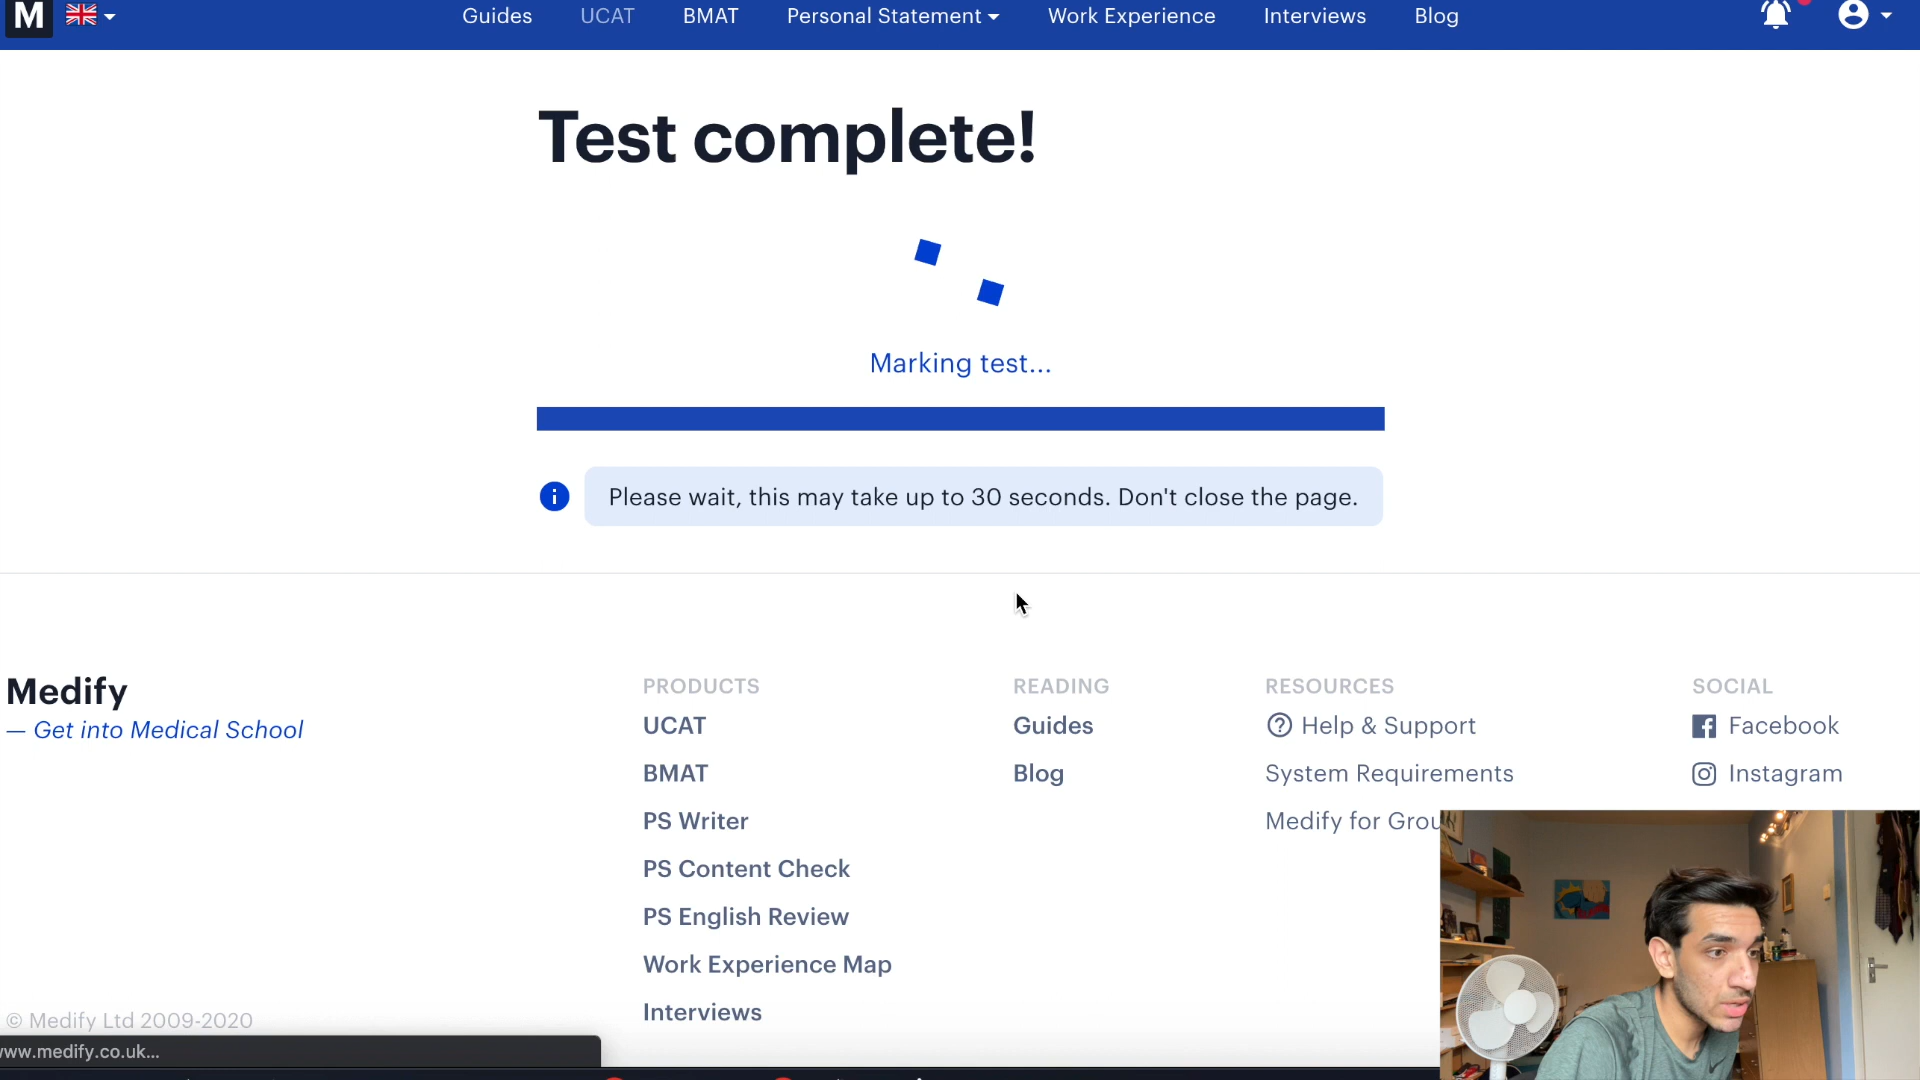 M
Guides UCAT BMAT Personal Statement Work Experience Interviews Blog
Test complete!
Marking test...
Please wait, this may take up to 30 seconds. Don't close the page.
Medify
— Get into Medical School
PRODUCTS
UCAT
BMAT
PS Writer
PS Content Check
PS English Review
Work Experience Map
Interviews
READING
Guides
Blog
RESOURCES
Help & Support
System Requirements
Medify for
SOCIAL
Facebook
Instagram
© Medify Ltd 2009-2020
www.medify.co.uk...